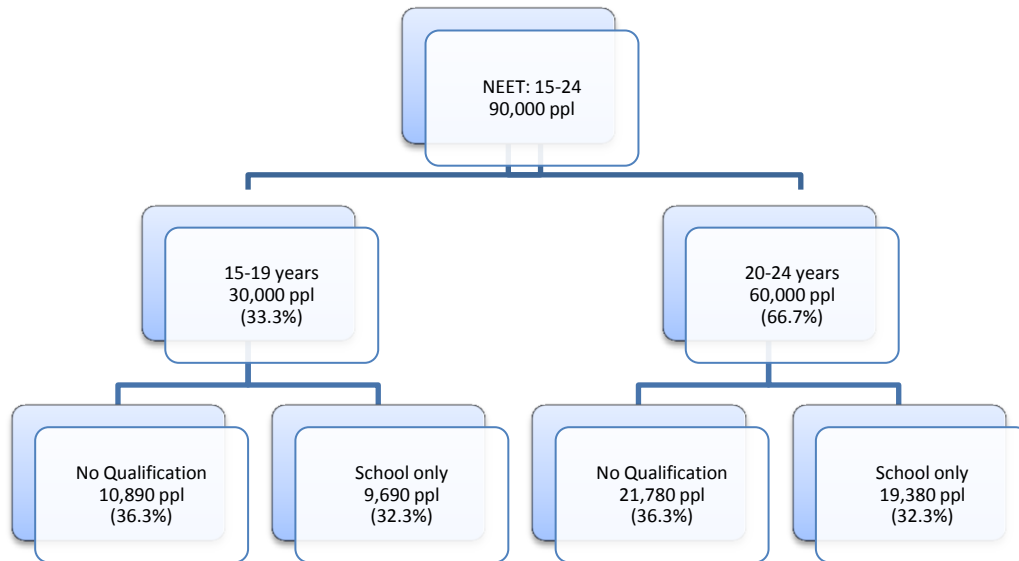 NEET: 15-24
90,000 ppl
15-19 years
30,000 ppl
(33.3%)
20-24 years
60,000 ppl
(66.7%)
No Qualification
10,890 ppl
(36.3%)
School only
9,690 ppl
(32.3%)
No Qualification
21,780 ppl
(36.3%)
School only
19,380 ppl
(32.3%)